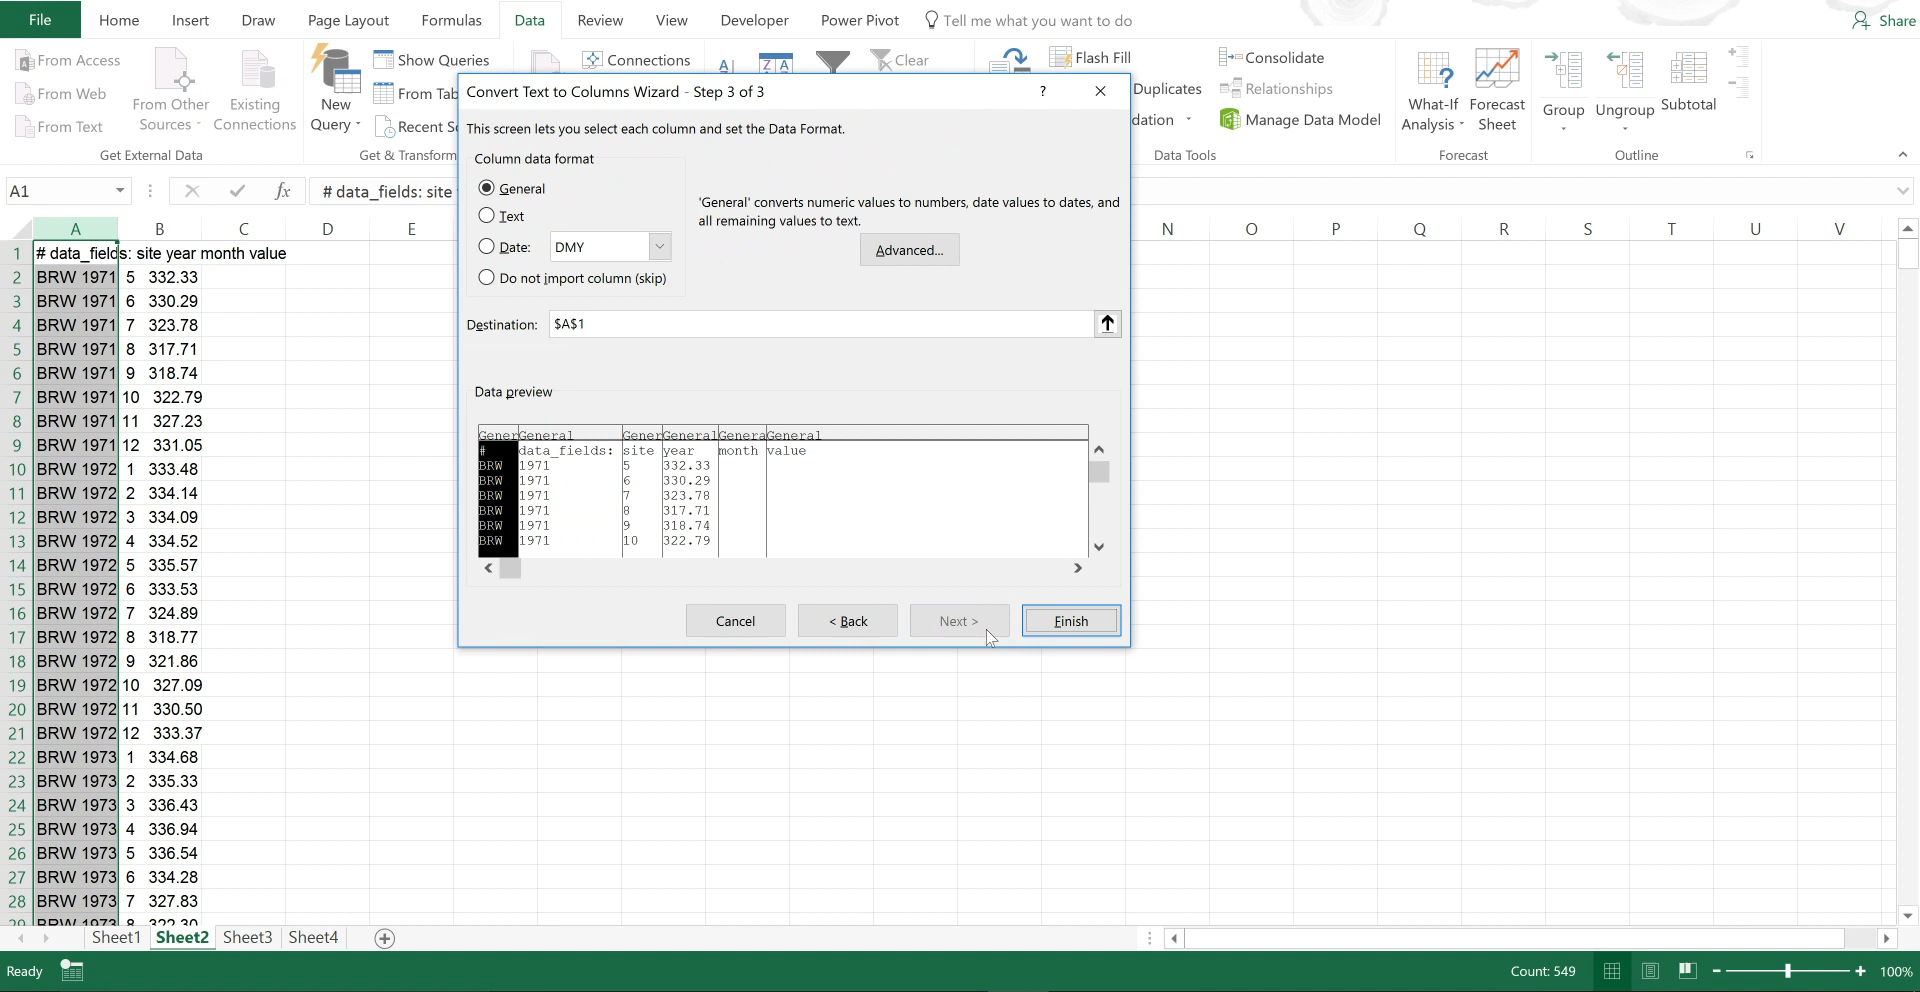 File Home Insert Draw Page Layout Formulas Data Review View Developer Power Pivot Tell me what you want to do Share
From Access
From Web
From Text
From Other
Sources
Existing
Connections
Get External Data
New
Query
Show Queries
From Tab
Recent S
Get & Transform
Connections
Clear
Flash Fill
Duplicates
dation
Consolidate
Relationships
Manage Data Model
Data Tools
What-If
Analysis
Forecast
Sheet
Forecast
Group
Ungroup
Subtotal
Outline
A1 fx # data_fields: site
Convert Text to Columns Wizard - Step 3 of 3 ?
This screen lets you select each column and set the Data Format.
Column data format
General
Text
Date: DMY
Do not import column (skip)
'General' converts numeric values to numbers, date values to dates, and
all remaining values to text.
Advanced...
Destination: $A$1
Data preview
Gener General Gener General Genera General
# data_fields: site year month value
BRW 1971 5 332.33
BRW 1971 6 330.29
BRW 1971 7 323.78
BRW 1971 8 317.71
BRW 1971 9 318.74
BRW 1971 10 322.79
Cancel < Back Next > Finish
A B C D E N O P Q R S T U V
1 # data_fields: site year month value
2 BRW 1971 5 332.33
3 BRW 1971 6 330.29
4 BRW 1971 7 323.78
5 BRW 1971 8 317.71
6 BRW 1971 9 318.74
7 BRW 1971 10 322.79
8 BRW 1971 11 327.23
9 BRW 1971 12 331.05
10 BRW 1972 1 333.48
11 BRW 1972 2 334.14
12 BRW 1972 3 334.09
13 BRW 1972 4 334.52
14 BRW 1972 5 335.57
15 BRW 1972 6 333.53
16 BRW 1972 7 324.89
17 BRW 1972 8 318.77
18 BRW 1972 9 321.86
19 BRW 1972 10 327.09
20 BRW 1972 11 330.50
21 BRW 1972 12 333.37
22 BRW 1973 1 334.68
23 BRW 1973 2 335.33
24 BRW 1973 3 336.43
25 BRW 1973 4 336.94
26 BRW 1973 5 336.54
27 BRW 1973 6 334.28
28 BRW 1973 7 327.83
29 BRW 1973 8 322.30
Sheet1 Sheet2 Sheet3 Sheet4
Ready Count: 549 100%